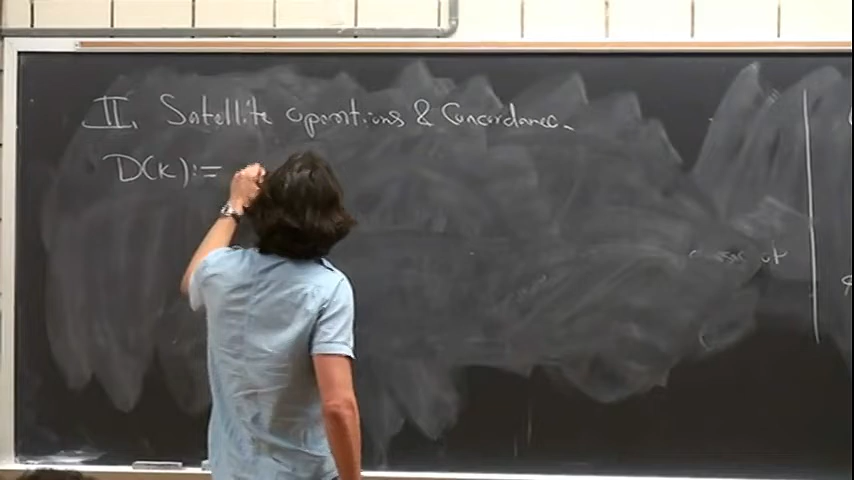 II. Satellite operations & Concordance.
D(K) :=